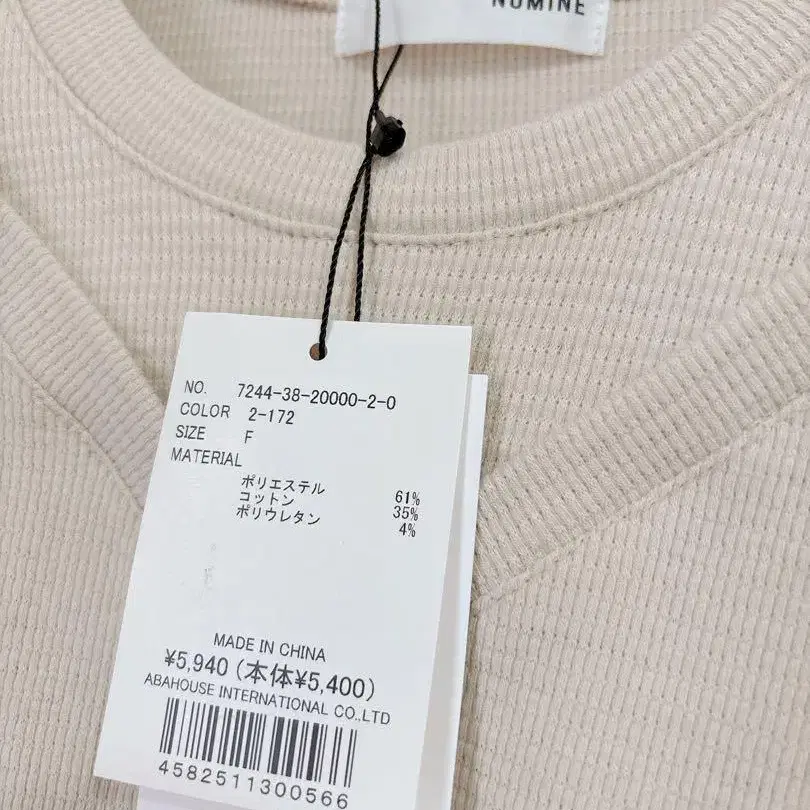 NUMINE
NO. 7244-38-20000-2-0
COLOR 2-172
SIZE F
MATERIAL
ポリエステル 61%
コットン 35%
ポリウレタン 4%
MADE IN CHINA
¥5,940 (本体¥5,400)
ABAHOUSE INTERNATIONAL CO.,LTD
4582511300566